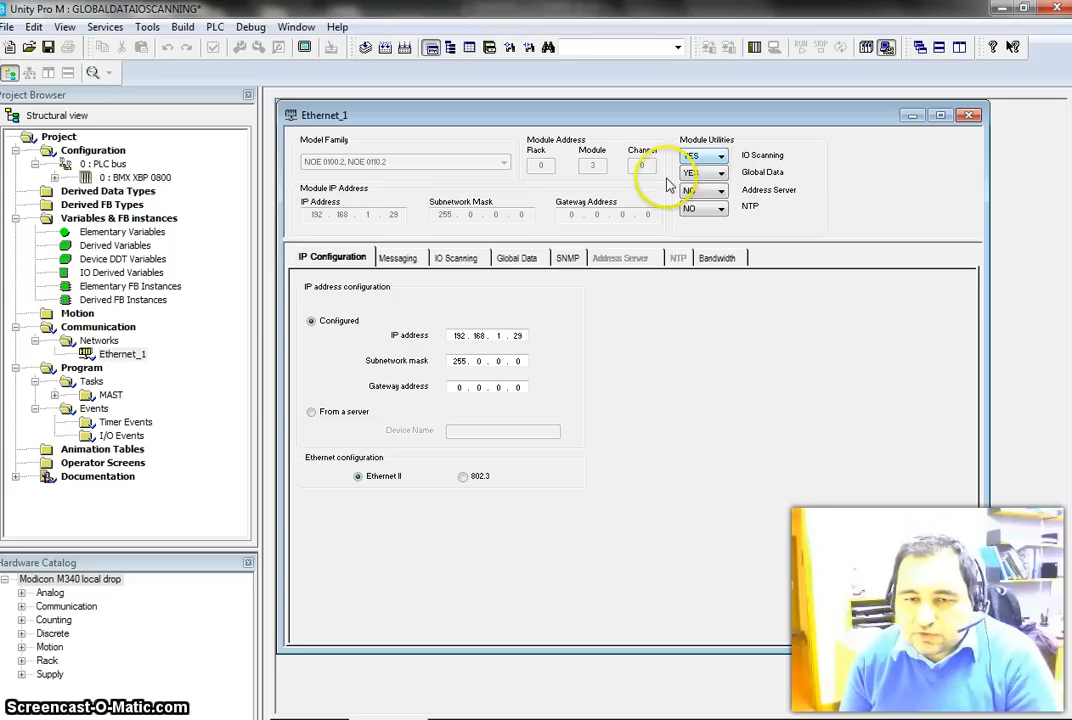 Unity Pro M : GLOBALDATAIOSCANNING*
File Edit View Services Tools Build PLC Debug Window Help
RUN STOP
Project Browser
Structural view
Project
Configuration
0 : PLC bus
0 : BMX XBP 0800
Derived Data Types
Derived FB Types
Variables & FB instances
Elementary Variables
Derived Variables
Device DDT Variables
IO Derived Variables
Elementary FB Instances
Derived FB Instances
Motion
Communication
Networks
Ethernet_1
Program
Tasks
MAST
Events
Timer Events
I/O Events
Animation Tables
Operator Screens
Documentation
Hardware Catalog
Modicon M340 local drop
Analog
Communication
Counting
Discrete
Motion
Rack
Supply
Ethernet_1
Model Family
NOE 0100.2, NOE 0110.2
Module Address
Rack Module Channel
0 3 0
Module Utilities
YES IO Scanning
YES Global Data
NO Address Server
NO NTP
Module IP Address
IP Address Subnetwork Mask Gateway Address
192 . 168 . 1 . 29 255 . 0 . 0 . 0 0 . 0 . 0 . 0
IP Configuration Messaging IO Scanning Global Data SNMP Address Server NTP Bandwidth
IP address configuration
Configured
IP address 192 . 168 . 1 . 29
Subnetwork mask 255 . 0 . 0 . 0
Gateway address 0 . 0 . 0 . 0
From a server
Device Name
Ethernet configuration
Ethernet II 802.3
Screencast-O-Matic.com